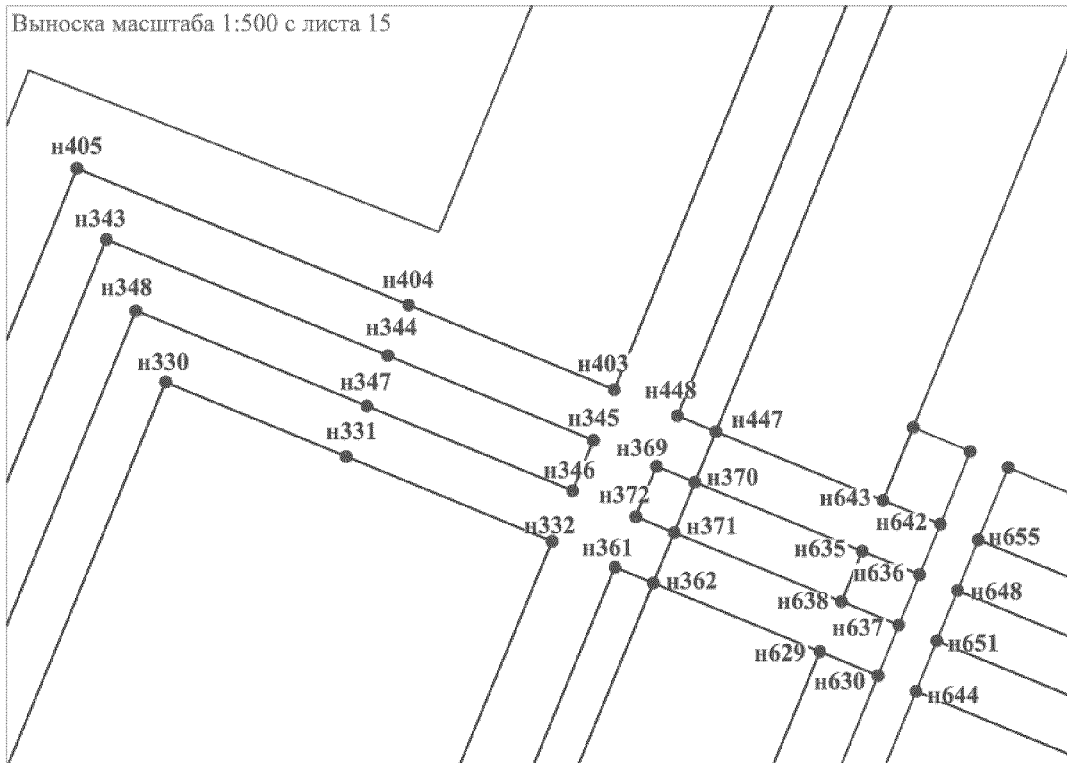 Выноска масштаба 1:500 с листа 15
н405
н343
н404
н348
н344
н330
н403
н347
н448
н447
н345
н331
н369
н346
н370
н643
н372
н642
н332
н371
н655
н635
н361
н636
н362
н648
н638
н637
н651
н629
н630
н644